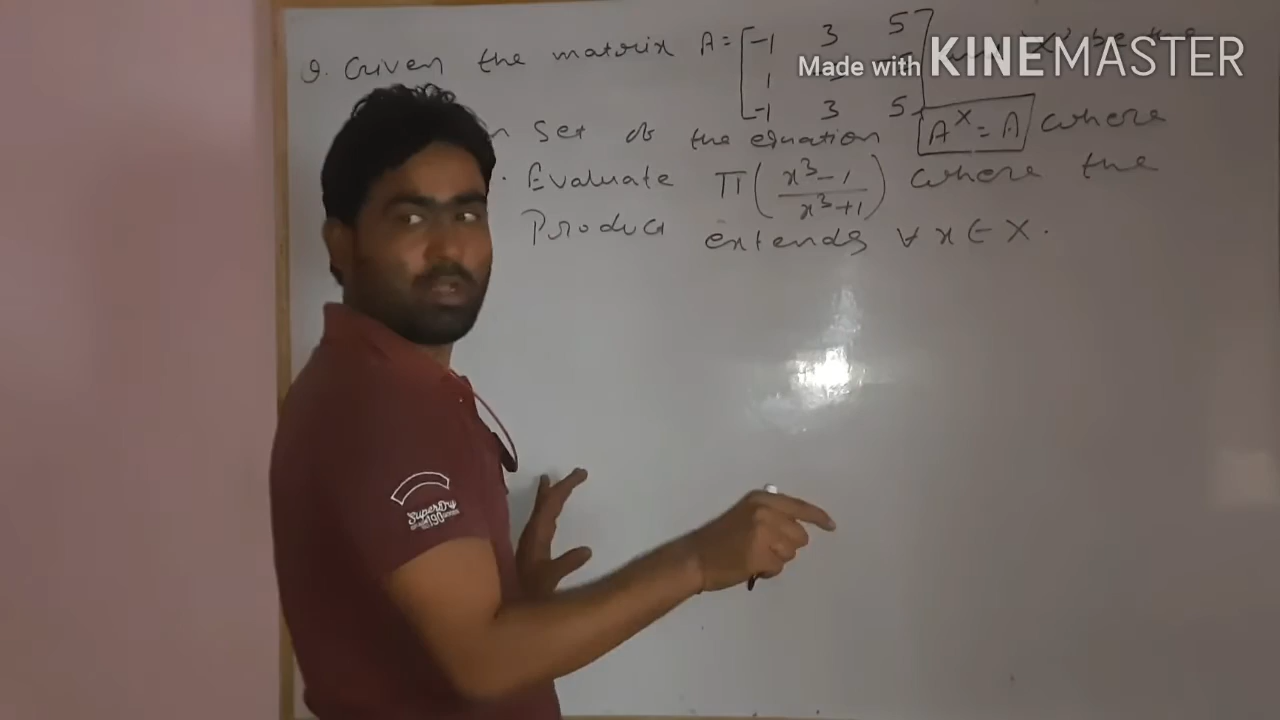 Q. Given the matrix A = [-1 3 5
Made with KINEMASTER
1
-1 3 5]
Set of the equation A^x = A where
. Evaluate π(x³-1 / x³+1) where the
Product extends ∀ x ∈ X.
SuperDry